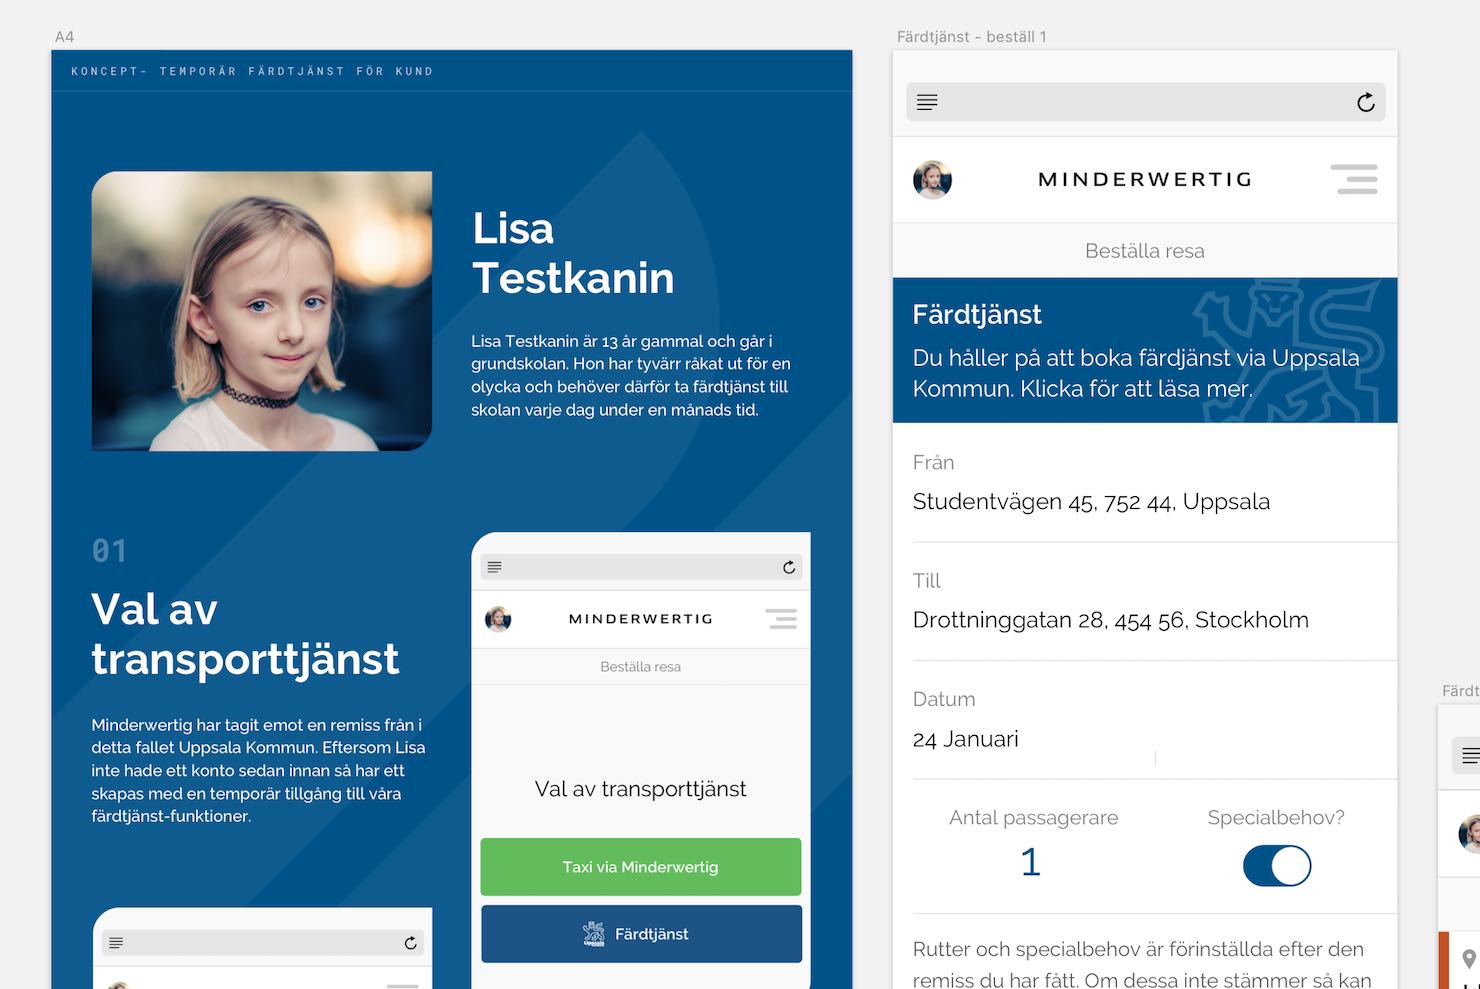 A4
KONCEPT- TEMPORÄR FÄRDTJÄNST FÖR KUND
Lisa
Testkanin
Lisa Testkanin är 13 år gammal och går i
grundskolan. Hon har tyvärr råkat ut för en
olycka och behöver därför ta färdtjänst till
skolan varje dag under en månads tid.
01
Val av
transporttjänst
Minderwertig har tagit emot en remiss från i
detta fallet Uppsala Kommun. Eftersom Lisa
inte hade ett konto sedan innan så har ett
skapas med en temporär tillgång till våra
färdtjänst-funktioner.
MINDERWERTIG
Beställa resa
Val av transporttjänst
Taxi via Minderwertig
Uppsala
Färdtjänst
Färdtjänst - beställ 1
MINDERWERTIG
Beställa resa
Färdtjänst
Du håller på att boka färdjänst via Uppsala
Kommun. Klicka för att läsa mer.
Från
Studentvägen 45, 752 44, Uppsala
Till
Drottninggatan 28, 454 56, Stockholm
Datum
24 Januari
Antal passagerare
1
Specialbehov?
Rutter och specialbehov är förinställda efter den
remiss du har fått. Om dessa inte stämmer så kan
Färdt